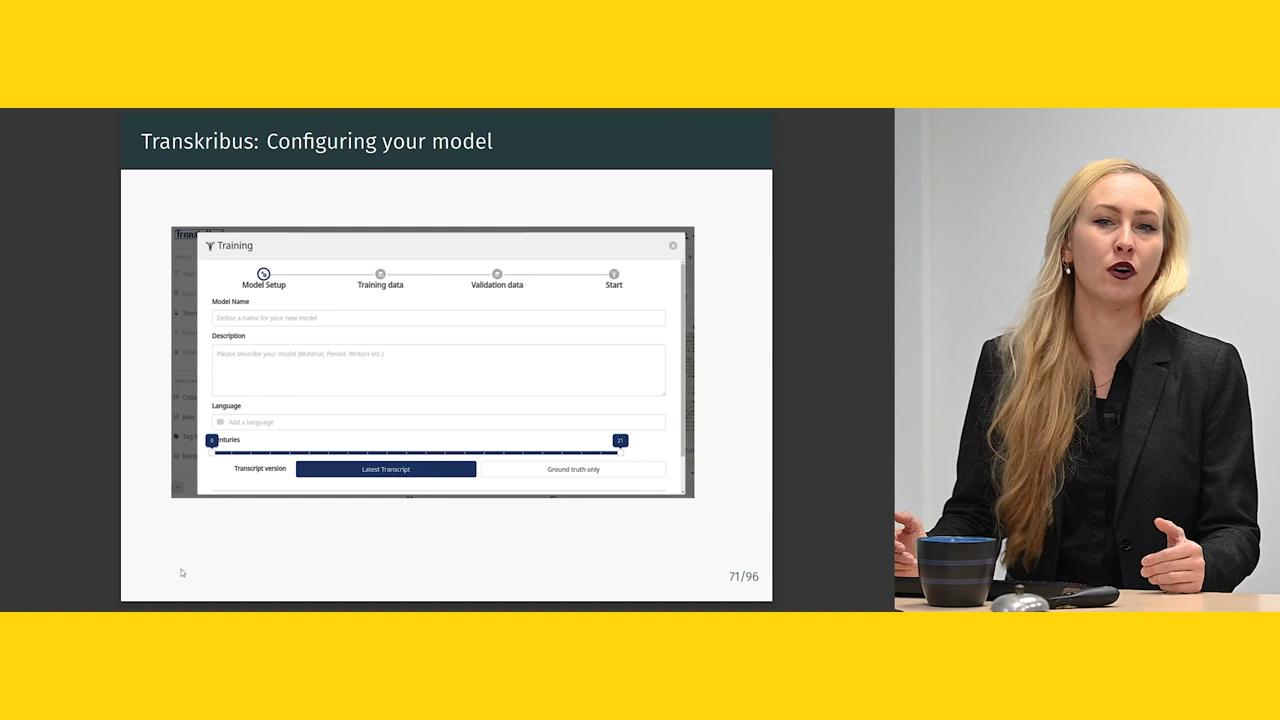 Transkribus: Configuring your model
Training
Model Setup
Training data
Validation data
Start
Model Name
Define a name for your new model
Description
Please describe your model (Material, Period, Writers etc.)
Language
Add a language
enturies
0
21
Transcript version
Latest Transcript
Ground truth only
71/96